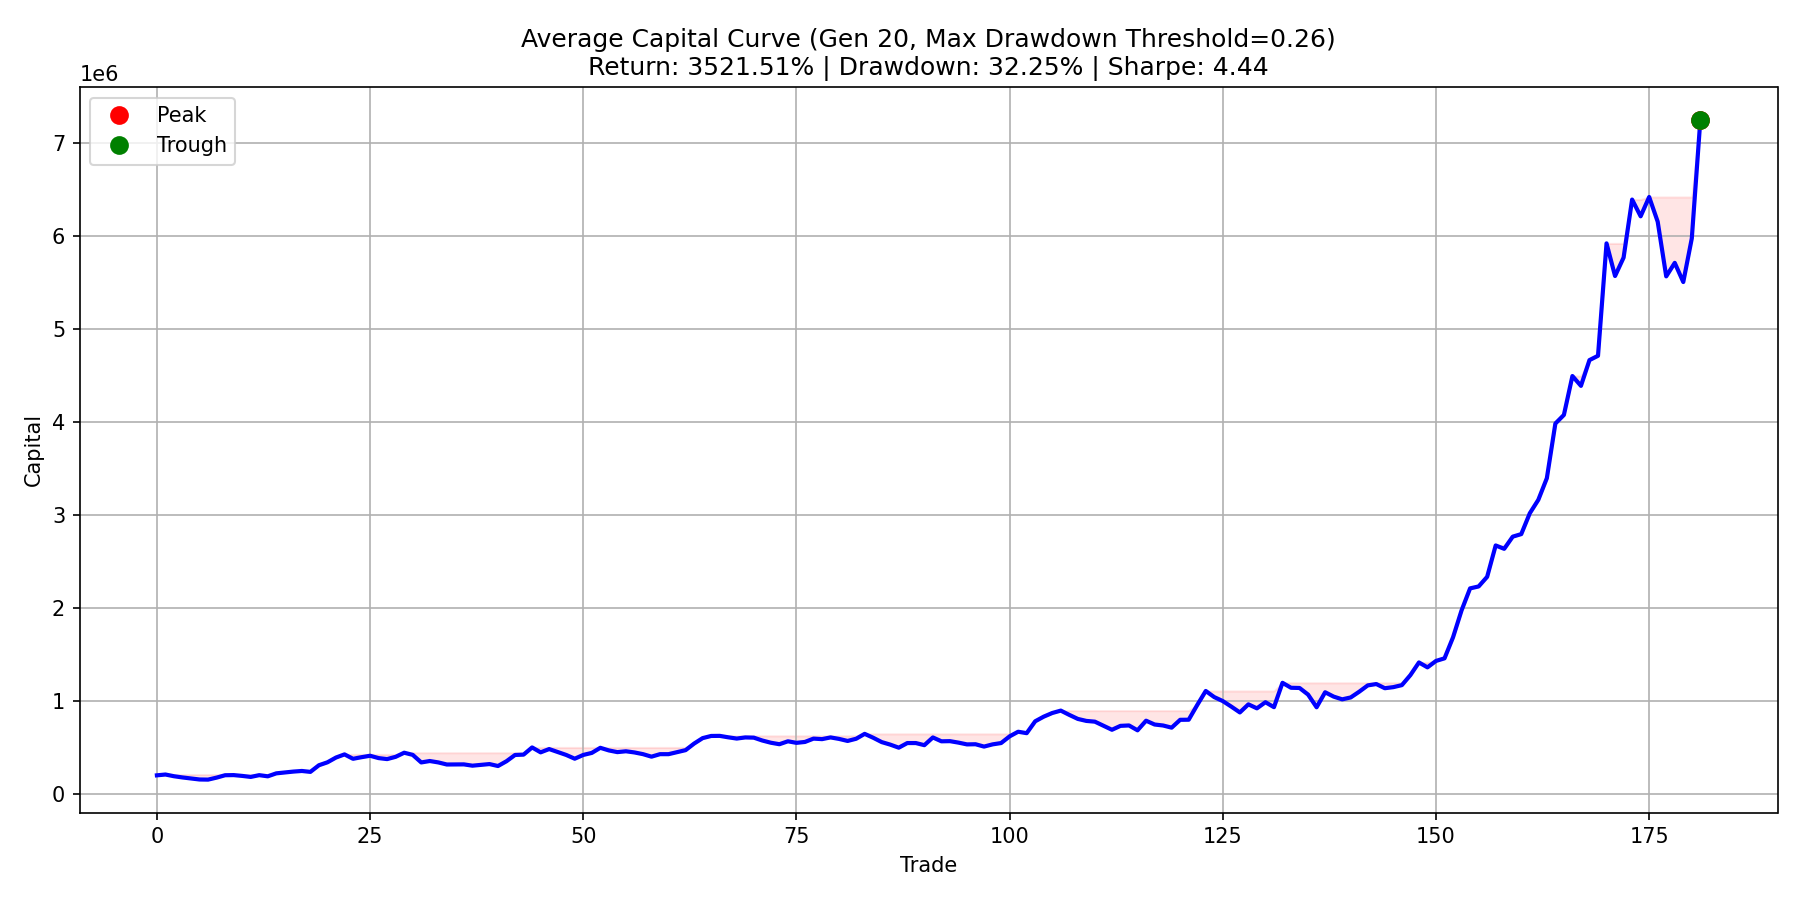 Average Capital Curve (Gen 20, Max Drawdown Threshold=0.26)
Return: 3521.51% | Drawdown: 32.25% | Sharpe: 4.44
1e6
Peak
Trough
7
6
5
4
3
2
1
0
Capital
0 25 50 75 100 125 150 175
Trade